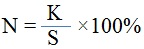 N = K/S ×100%